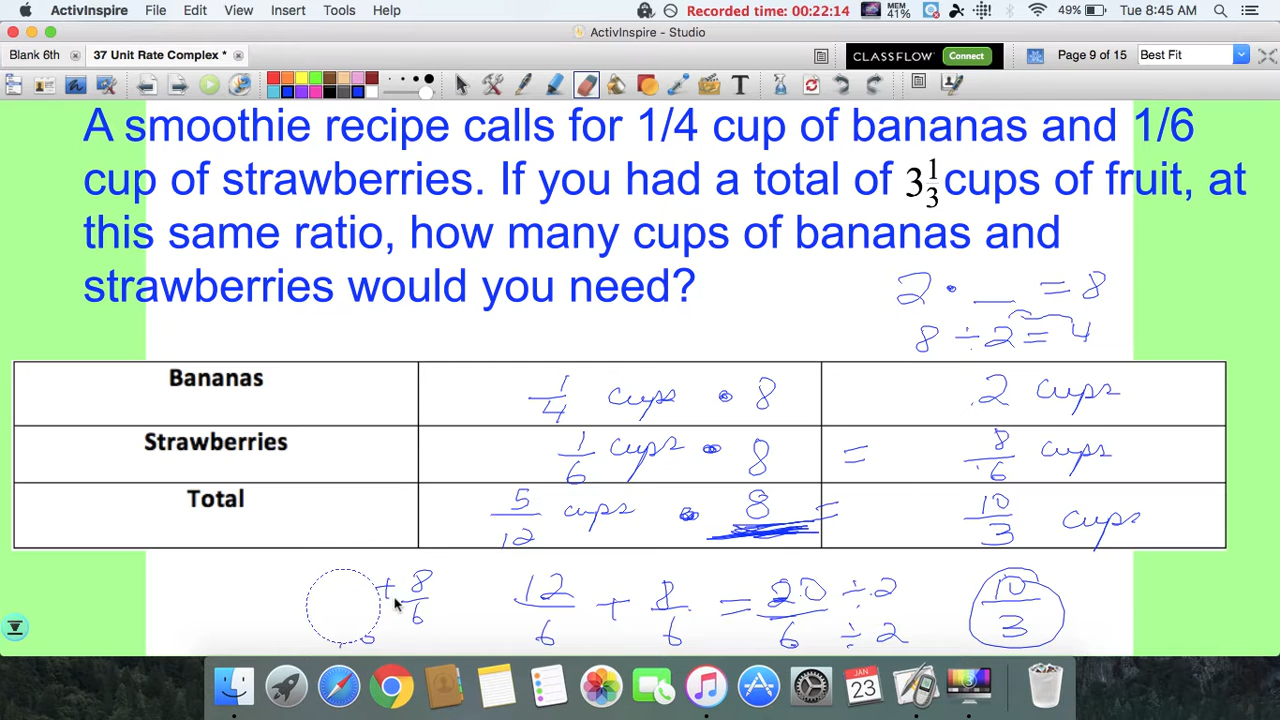 ActivInspire File Edit View Insert Tools Help Recorded time: 00:22:14 MEM 41% 49% Tue 8:45 AM
ActivInspire - Studio
Blank 6th 37 Unit Rate Complex * CLASSFLOW Connect Page 9 of 15 Best Fit
A smoothie recipe calls for 1/4 cup of bananas and 1/6
cup of strawberries. If you had a total of 3 1/3 cups of fruit, at
this same ratio, how many cups of bananas and
strawberries would you need?
2 • __ = 8
8 ÷ 2 = 4
Bananas 1/4 cups • 8 2 cups
Strawberries 1/6 cups • 8 = 8/6 cups
Total 5/12 cups • 8 = 10/3 cups
+ 8/6 12/6 + 8/6 = 20/6 ÷ 2 / ÷ 2 10/3
JAN 23